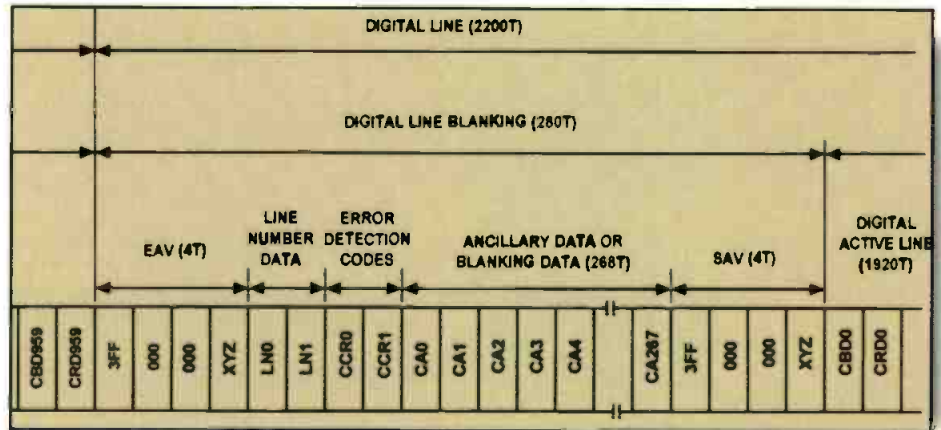 DIGITAL LINE (2200T)
DIGITAL LINE BLANKING (280T)
EAV (4T)
LINE
NUMBER
DATA
ERROR
DETECTION
CODES
ANCILLARY DATA OR
BLANKING DATA (268T)
SAV (4T)
DIGITAL
ACTIVE LINE
(1920T)
CBD959
CRD959
3FF
000
000
XYZ
LN0
LN1
CCR0
CCR1
CA0
CA1
CA2
CA3
CA4
CA267
3FF
000
000
XYZ
CBD0
CRD0